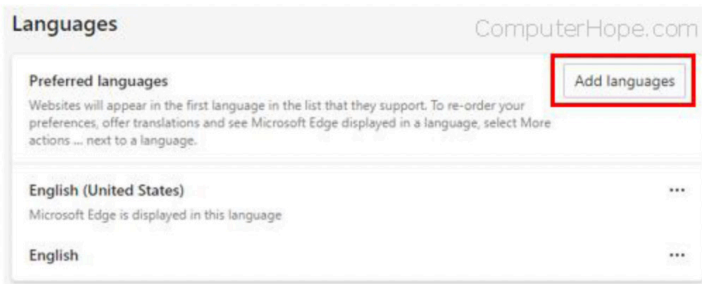 Languages
ComputerHope.com
Preferred languages
Add languages
Websites will appear in the first language in the list that they support. To re-order your
preferences, offer translations and see Microsoft Edge displayed in a language, select More
actions ... next to a language.
English (United States)
...
Microsoft Edge is displayed in this language
English
...